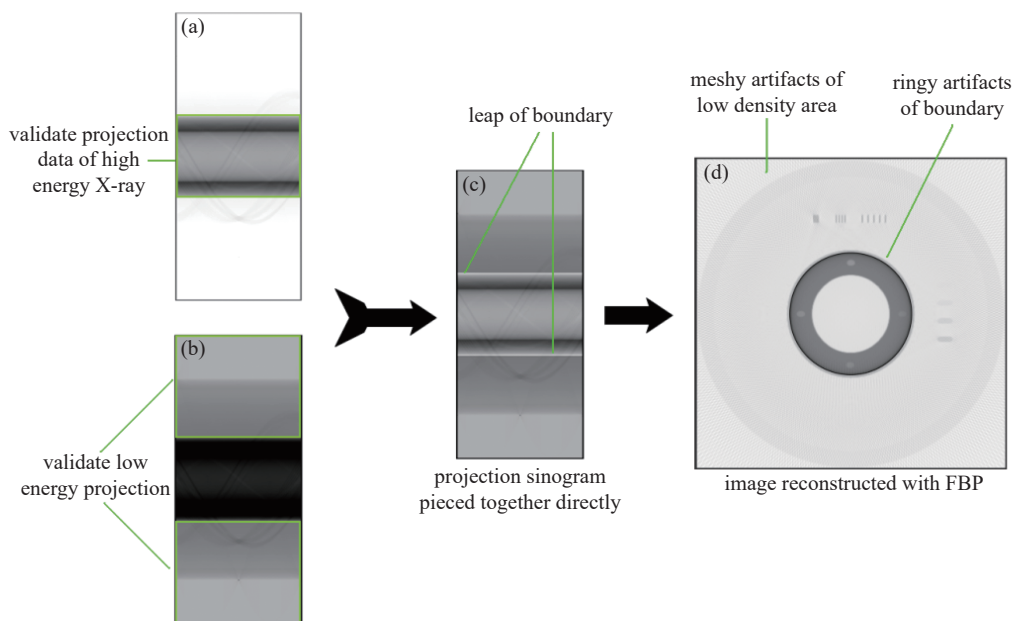 (a)
validate projection
data of high
energy X-ray
(b)
validate low
energy projection
leap of boundary
(c)
projection sinogram
pieced together directly
meshy artifacts of
low density area
ringy artifacts
of boundary
(d)
image reconstructed with FBP